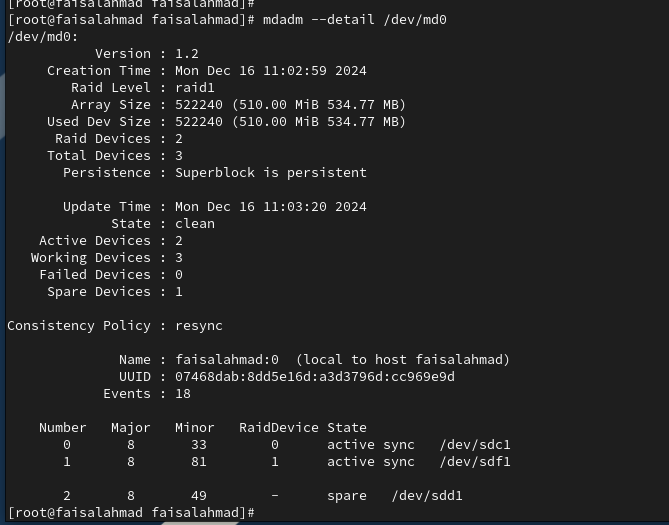 [root@faisalahmad faisalahmad]#
[root@faisalahmad faisalahmad]# mdadm --detail /dev/md0
/dev/md0:
Version : 1.2
Creation Time : Mon Dec 16 11:02:59 2024
Raid Level : raid1
Array Size : 522240 (510.00 MiB 534.77 MB)
Used Dev Size : 522240 (510.00 MiB 534.77 MB)
Raid Devices : 2
Total Devices : 3
Persistence : Superblock is persistent
Update Time : Mon Dec 16 11:03:20 2024
State : clean
Active Devices : 2
Working Devices : 3
Failed Devices : 0
Spare Devices : 1
Consistency Policy : resync
Name : faisalahmad:0  (local to host faisalahmad)
UUID : 07468dab:8dd5e16d:a3d3796d:cc969e9d
Events : 18
Number   Major   Minor   RaidDevice State
0       8       33        0      active sync   /dev/sdc1
1       8       81        1      active sync   /dev/sdf1
2       8       49        -      spare   /dev/sdd1
[root@faisalahmad faisalahmad]#